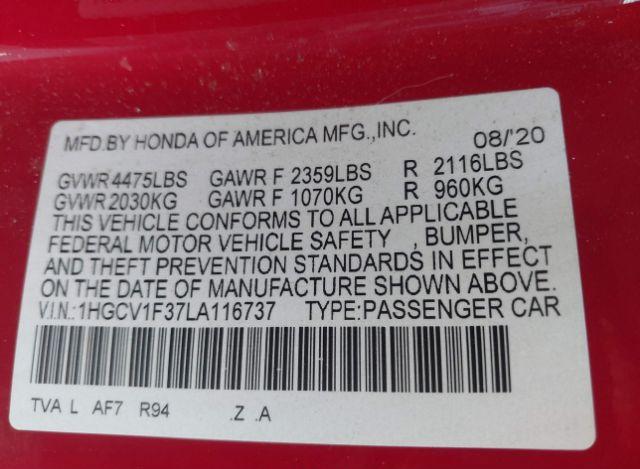 MFD.BY HONDA OF AMERICA MFG.,INC. 08/'20
GVWR 4475LBS GAWR F 2359LBS R 2116LBS
GVWR 2030KG GAWR F 1070KG R 960KG
THIS VEHICLE CONFORMS TO ALL APPLICABLE
FEDERAL MOTOR VEHICLE SAFETY , BUMPER,
AND THEFT PREVENTION STANDARDS IN EFFECT
ON THE DATE OF MANUFACTURE SHOWN ABOVE.
V.I.N.:1HGCV1F37LA116737 TYPE:PASSENGER CAR
TVA L AF7 R94 .Z .A